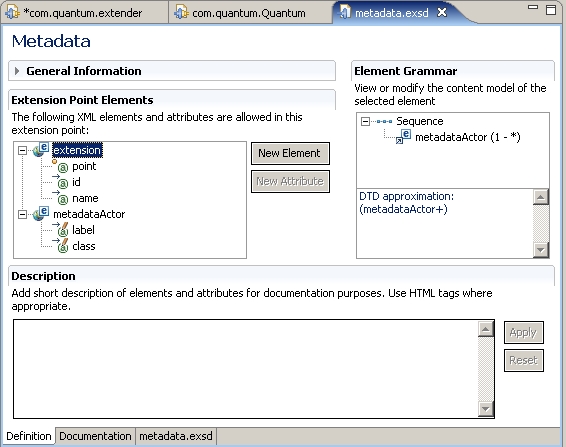 *com.quantum.extender
com.quantum.Quantum
metadata.exsd
Metadata
General Information
Extension Point Elements
The following XML elements and attributes are allowed in this
extension point:
extension
point
id
name
metadataActor
label
class
New Element
New Attribute
Element Grammar
View or modify the content model of the
selected element
Sequence
metadataActor (1 - *)
DTD approximation:
(metadataActor+)
Description
Add short description of elements and attributes for documentation purposes. Use HTML tags where
appropriate.
Apply
Reset
Definition
Documentation
metadata.exsd